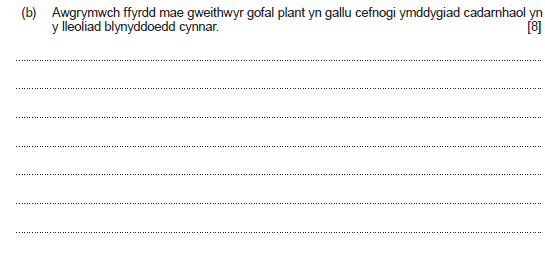 (b) Awgrymwch ffyrdd mae gweithwyr gofal plant yn gallu cefnogi ymddygiad cadarnhaol yn
y lleoliad blynyddoedd cynnar. [8]